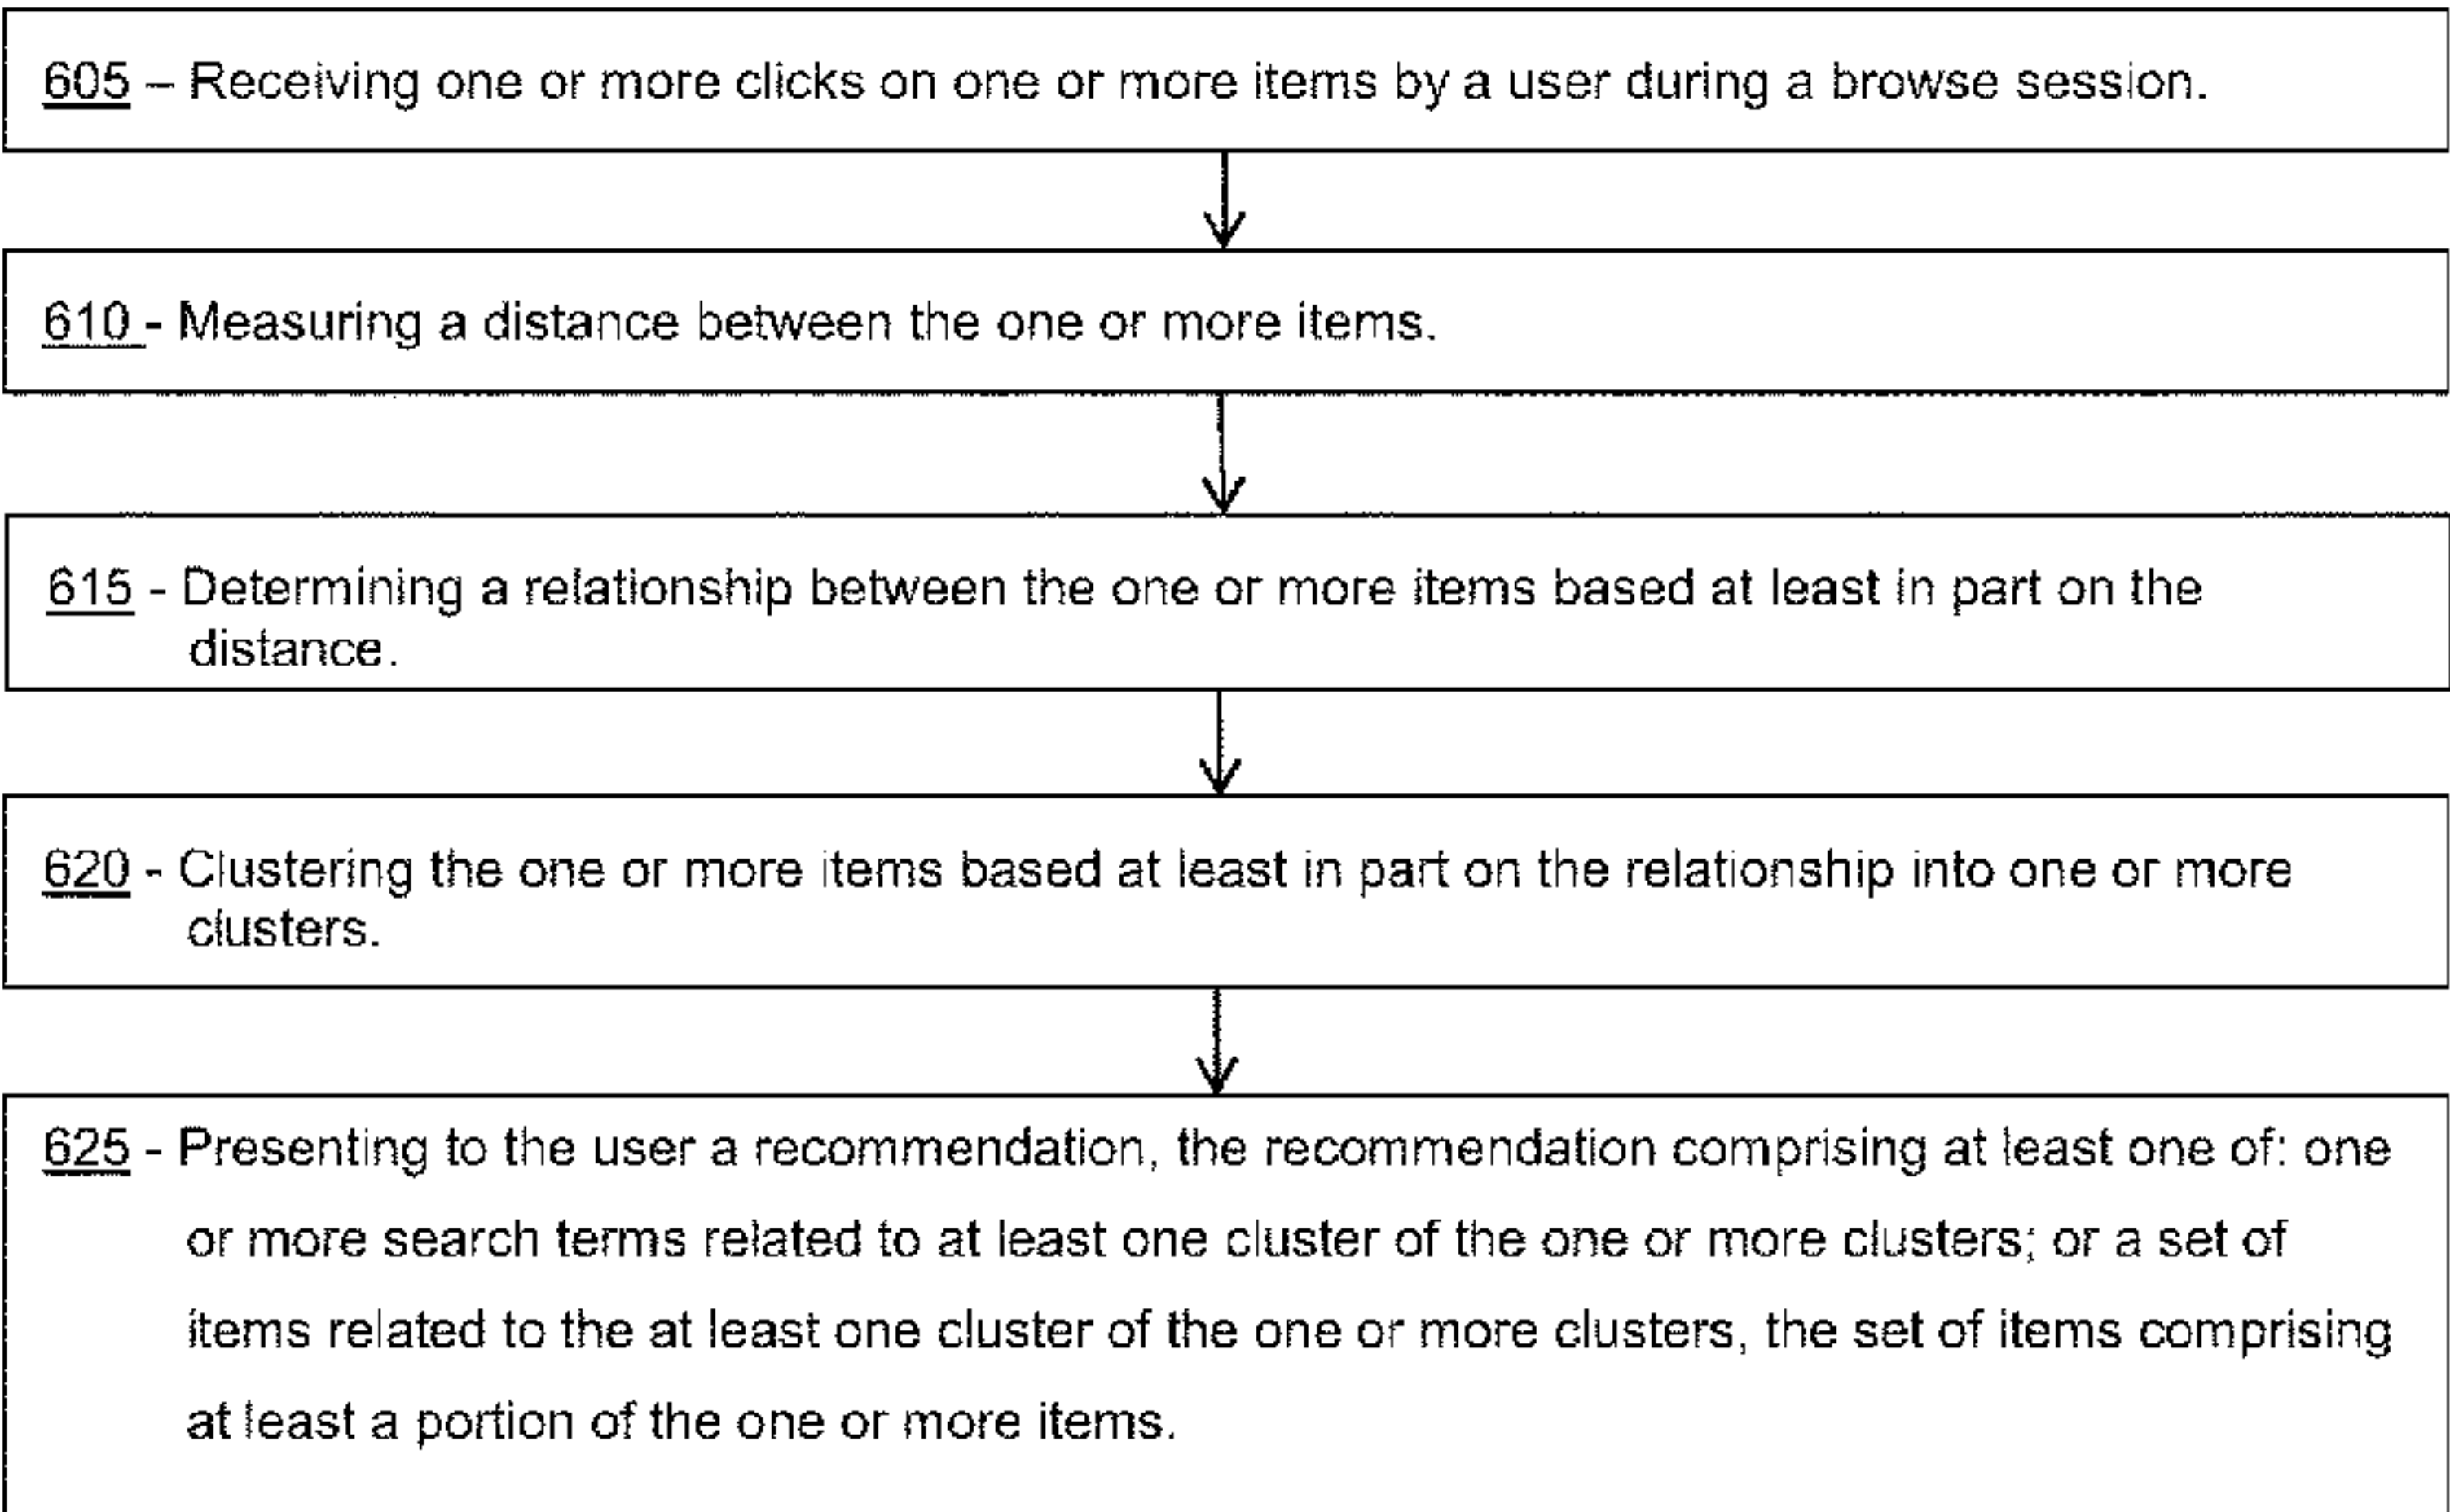 605 – Receiving one or more clicks on one or more items by a user during a browse session.
610 - Measuring a distance between the one or more items.
615 - Determining a relationship between the one or more items based at least in part on the
distance.
620 - Clustering the one or more items based at least in part on the relationship into one or more
clusters.
625 - Presenting to the user a recommendation, the recommendation comprising at least one of: one
or more search terms related to at least one cluster of the one or more clusters; or a set of
items related to the at least one cluster of the one or more clusters, the set of items comprising
at least a portion of the one or more items.